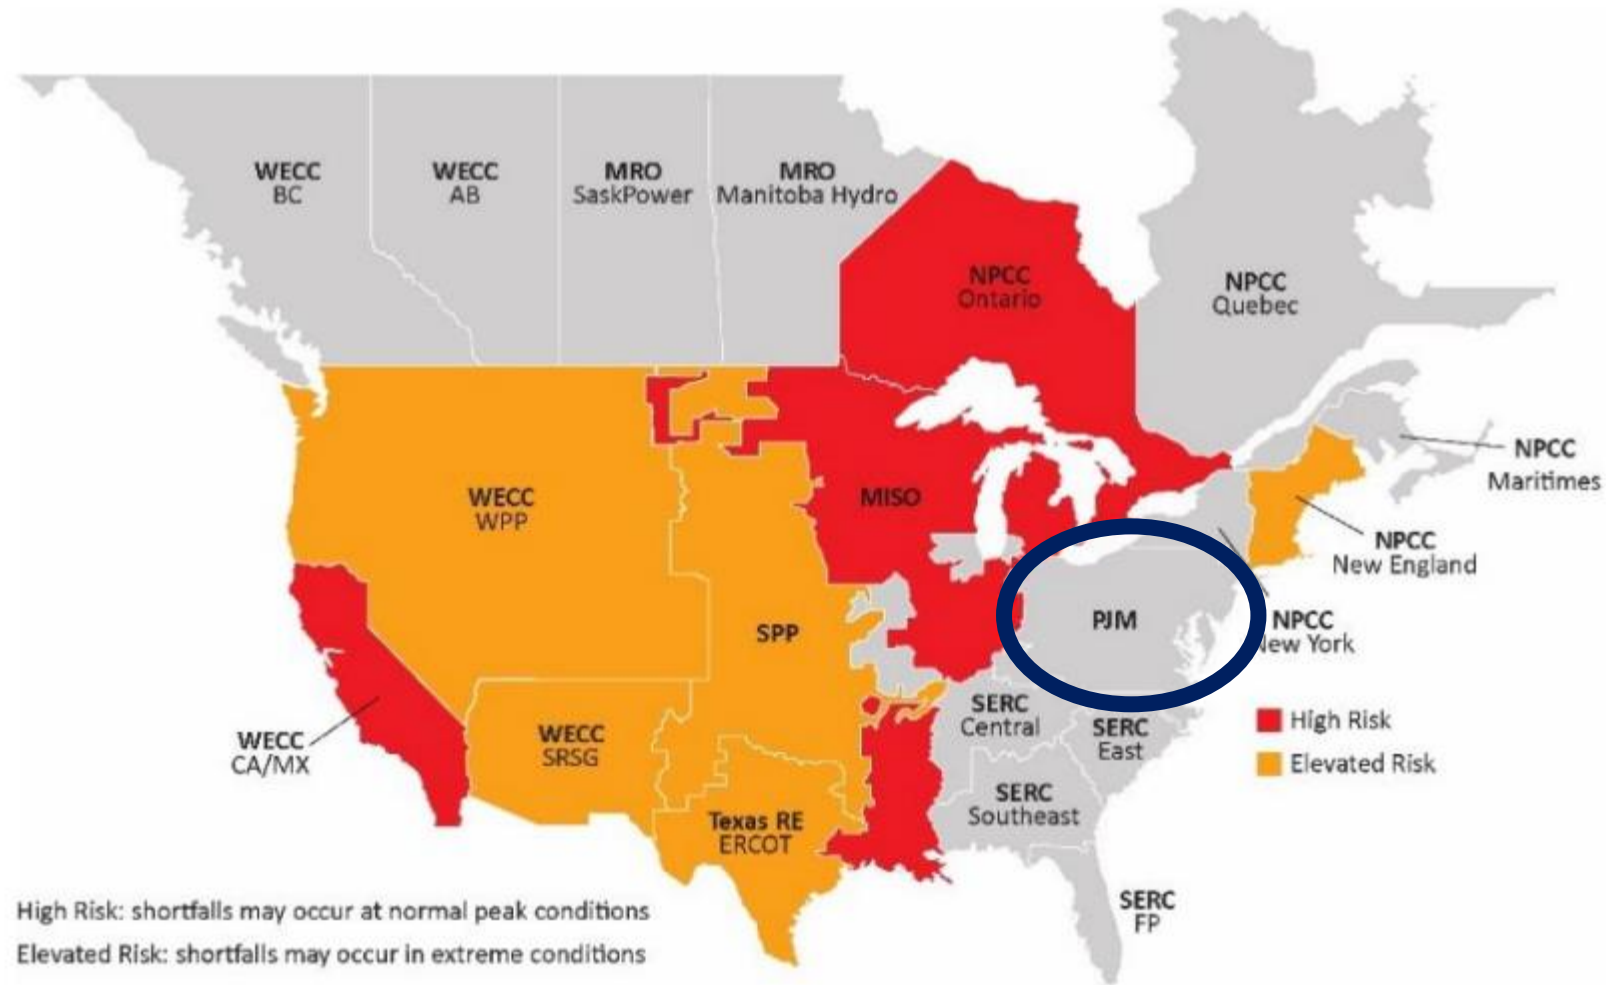 WECC
BC
WECC
AB
MRO
SaskPower
MRO
Manitoba Hydro
NPCC
Ontario
NPCC
Quebec
NPCC
Maritimes
WECC
WPP
MISO
NPCC
New England
SPP
PJM
NPCC
New York
WECC
CA/MX
WECC
SRSG
SERC
Central
SERC
East
High Risk
Elevated Risk
SERC
Southeast
Texas RE
ERCOT
SERC
FP
High Risk: shortfalls may occur at normal peak conditions
Elevated Risk: shortfalls may occur in extreme conditions